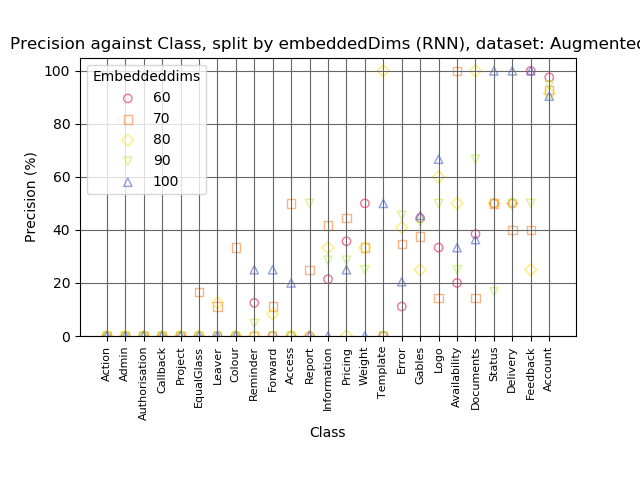 Precision against Class, split by embeddedDims (RNN), dataset: Augmented
Embeddeddims
60
70
80
90
100
Precision (%)
100
80
60
40
20
0
Action
Admin
Authorisation
Callback
Project
EqualGlass
Leaver
Colour
Reminder
Forward
Access
Report
Information
Pricing
Weight
Template
Error
Gables
Logo
Availability
Documents
Status
Delivery
Feedback
Account
Class